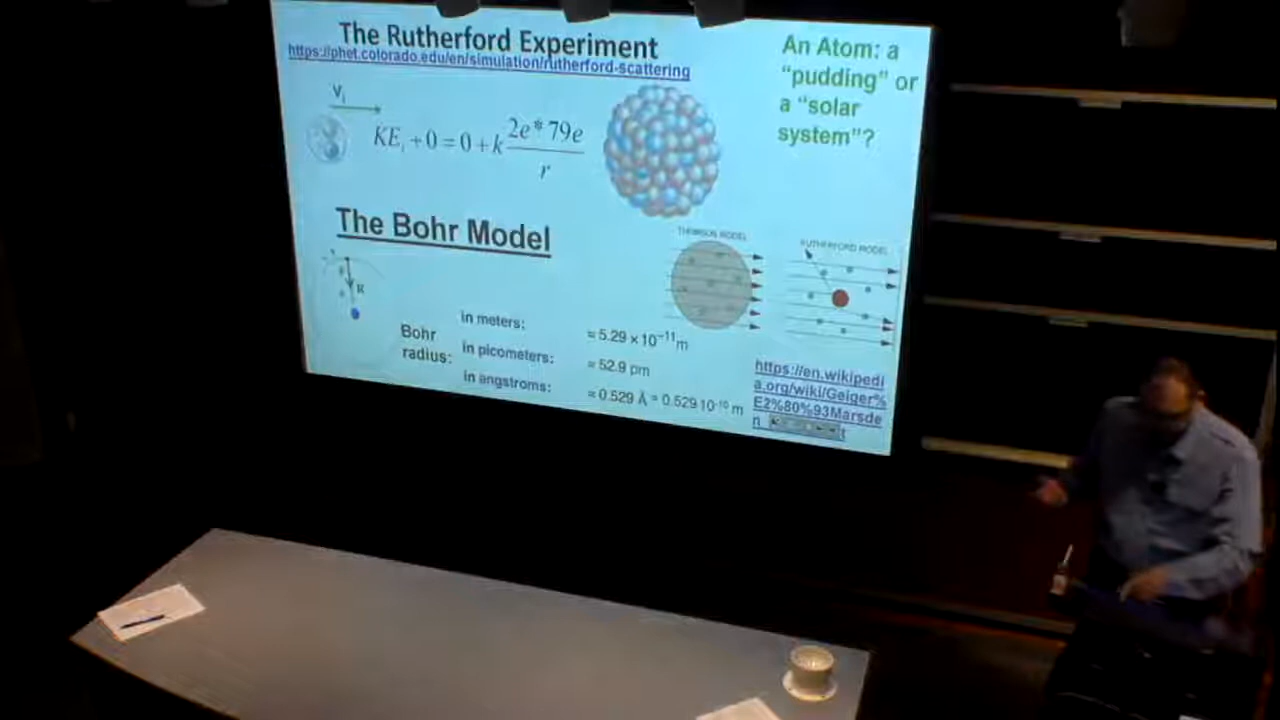 The Rutherford Experiment
https://phet.colorado.edu/en/simulation/rutherford-scattering
An Atom: a
“pudding” or
a “solar
system”?
vᵢ
KEᵢ + 0 = 0 + k 2e * 79e / r
The Bohr Model
THOMSON MODEL
RUTHERFORD MODEL
R
Bohr
radius:
in meters:
≈ 5.29 × 10⁻¹¹ m
in picometers:
≈ 52.9 pm
in angstroms:
≈ 0.529 Å = 0.529 10⁻¹⁰ m
https://en.wikipedi
a.org/wiki/Geiger%
E2%80%93Marsde
n_
t